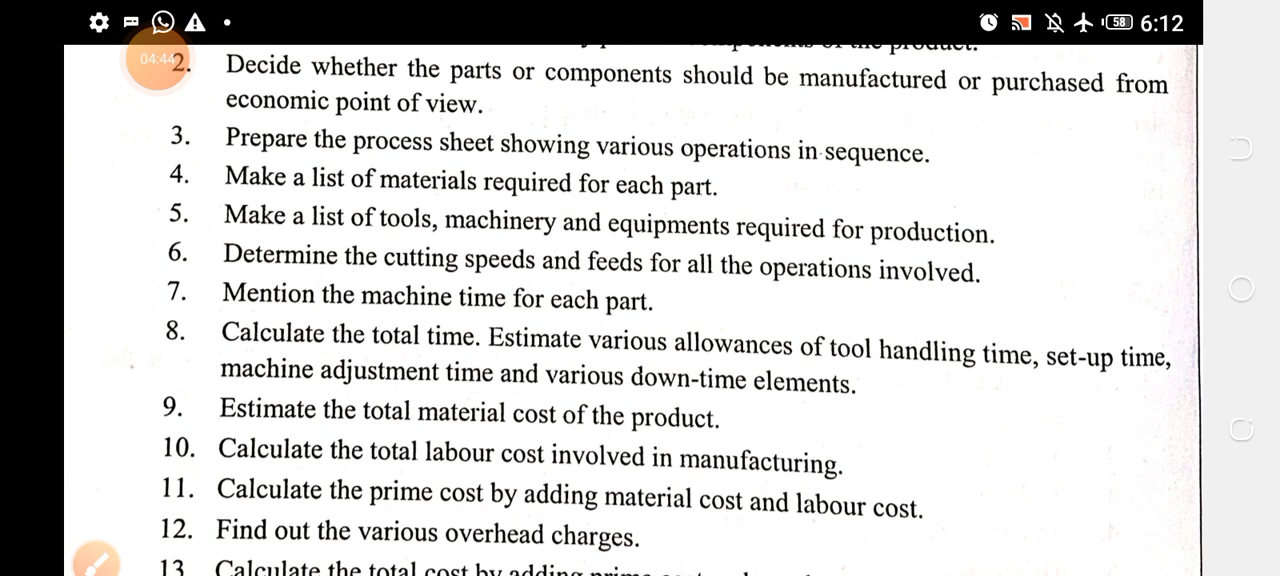 58 6:12
components of the product.
04:44
2. Decide whether the parts or components should be manufactured or purchased from
economic point of view.
3. Prepare the process sheet showing various operations in sequence.
4. Make a list of materials required for each part.
5. Make a list of tools, machinery and equipments required for production.
6. Determine the cutting speeds and feeds for all the operations involved.
7. Mention the machine time for each part.
8. Calculate the total time. Estimate various allowances of tool handling time, set-up time,
machine adjustment time and various down-time elements.
9. Estimate the total material cost of the product.
10. Calculate the total labour cost involved in manufacturing.
11. Calculate the prime cost by adding material cost and labour cost.
12. Find out the various overhead charges.
13 Calculate the total cost by adding prime